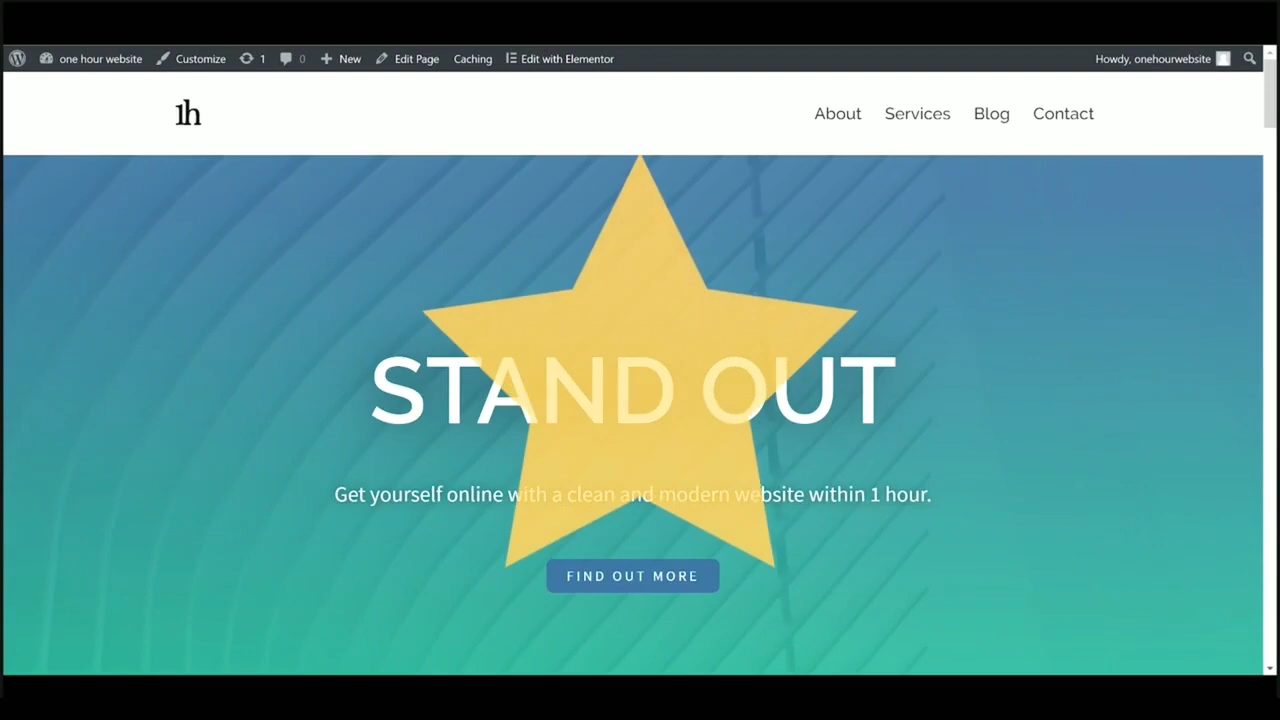 one hour website Customize 1 0 New Edit Page Caching Edit with Elementor Howdy, onehourwebsite
1h About Services Blog Contact
STAND OUT
Get yourself online with a clean and modern website within 1 hour.
FIND OUT MORE